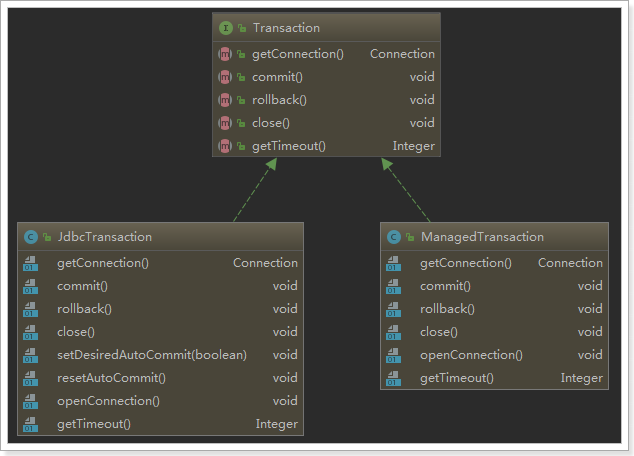 Transaction
getConnection() Connection
commit() void
rollback() void
close() void
getTimeout() Integer
JdbcTransaction
getConnection() Connection
commit() void
rollback() void
close() void
setDesiredAutoCommit(boolean) void
resetAutoCommit() void
openConnection() void
getTimeout() Integer
ManagedTransaction
getConnection() Connection
commit() void
rollback() void
close() void
openConnection() void
getTimeout() Integer